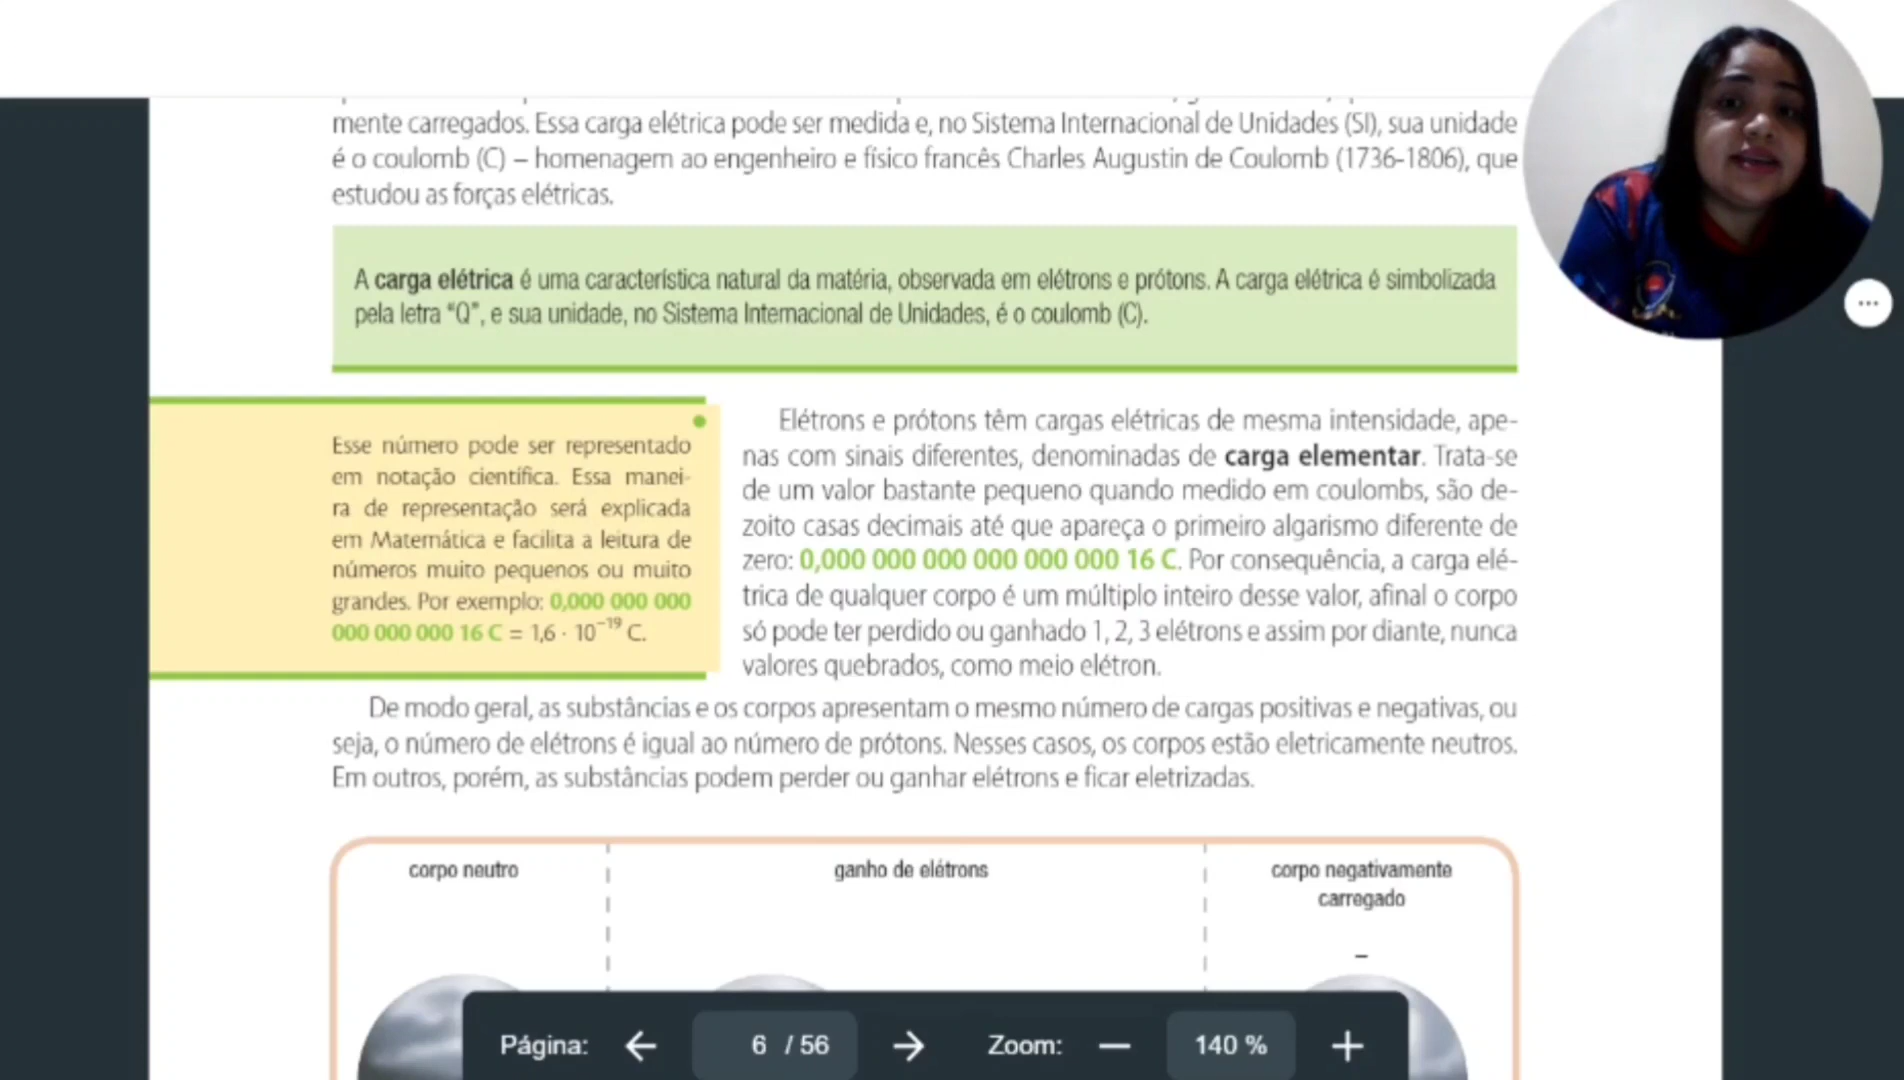 mente carregados. Essa carga elétrica pode ser medida e, no Sistema Internacional de Unidades (SI), sua unidade
é o coulomb (C) – homenagem ao engenheiro e físico francês Charles Augustin de Coulomb (1736-1806), que
estudou as forças elétricas.
A carga elétrica é uma característica natural da matéria, observada em elétrons e prótons. A carga elétrica é simbolizada
pela letra "Q", e sua unidade, no Sistema Internacional de Unidades, é o coulomb (C).
Esse número pode ser representado
em notação científica. Essa manei-
ra de representação será explicada
em Matemática e facilita a leitura de
números muito pequenos ou muito
grandes. Por exemplo: 0,000 000 000
000 000 000 16 C = 1,6 · 10⁻¹⁹ C.
Elétrons e prótons têm cargas elétricas de mesma intensidade, ape-
nas com sinais diferentes, denominadas de carga elementar. Trata-se
de um valor bastante pequeno quando medido em coulombs, são de-
zoito casas decimais até que apareça o primeiro algarismo diferente de
zero: 0,000 000 000 000 000 000 16 C. Por consequência, a carga elé-
trica de qualquer corpo é um múltiplo inteiro desse valor, afinal o corpo
só pode ter perdido ou ganhado 1, 2, 3 elétrons e assim por diante, nunca
valores quebrados, como meio elétron.
De modo geral, as substâncias e os corpos apresentam o mesmo número de cargas positivas e negativas, ou
seja, o número de elétrons é igual ao número de prótons. Nesses casos, os corpos estão eletricamente neutros.
Em outros, porém, as substâncias podem perder ou ganhar elétrons e ficar eletrizadas.
corpo neutro
ganho de elétrons
corpo negativamente
carregado
–
Página: ← 6 / 56 → Zoom: — 140 % +